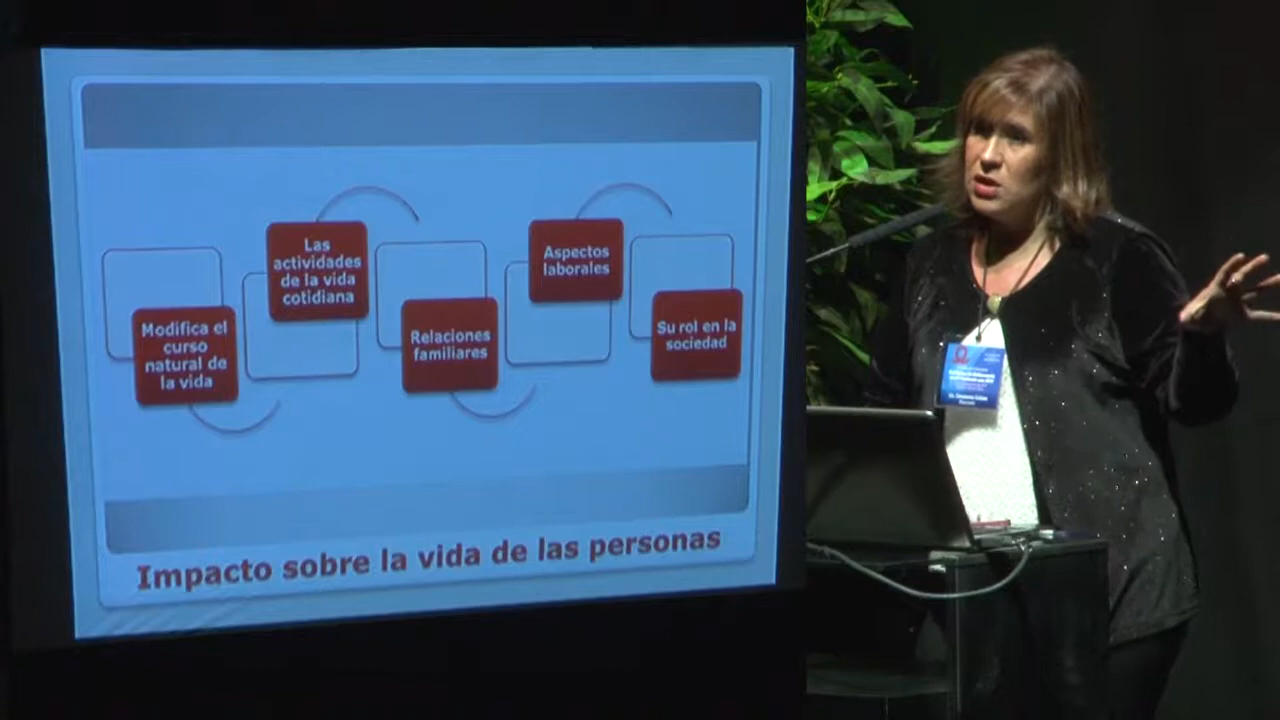 Las
actividades
de la vida
cotidiana
Aspectos
laborales
Modifica el
curso
natural de
la vida
Relaciones
familiares
Su rol en la
sociedad
Impacto sobre la vida de las personas